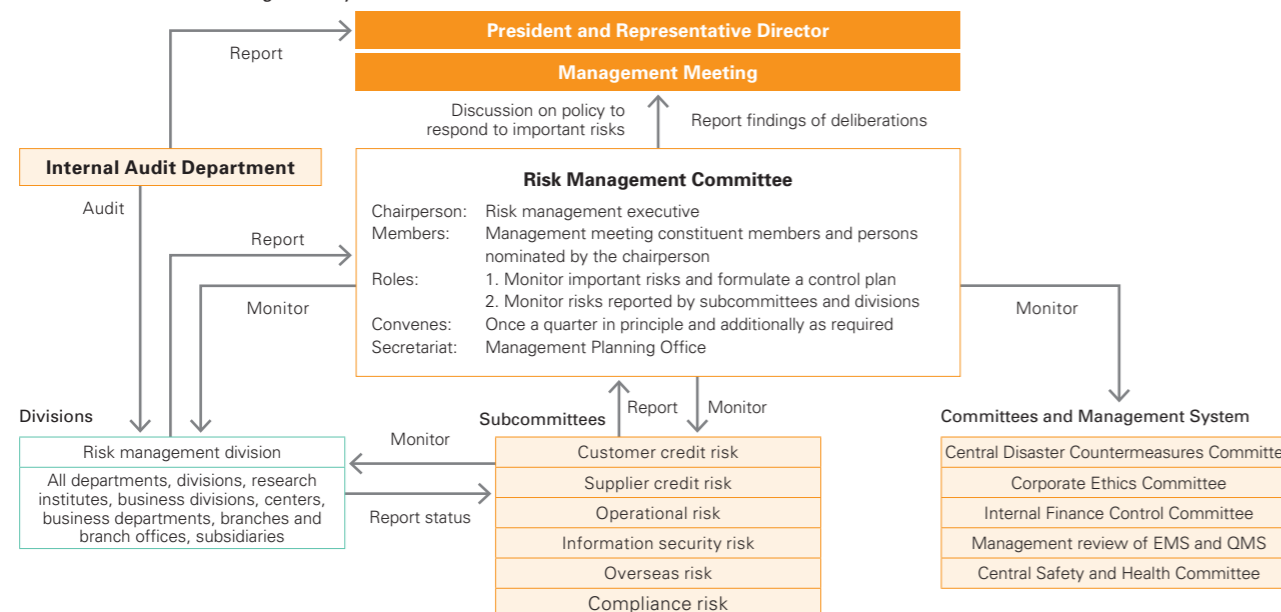 President and Representative Director
Report
Management Meeting
Discussion on policy to
respond to important risks
Report findings of deliberations
Internal Audit Department
Audit
Risk Management Committee
Chairperson: Risk management executive
Members: Management meeting constituent members and persons
nominated by the chairperson
Roles: 1. Monitor important risks and formulate a control plan
2. Monitor risks reported by subcommittees and divisions
Convenes: Once a quarter in principle and additionally as required
Secretariat: Management Planning Office
Report
Monitor
Monitor
Report
Monitor
Divisions
Risk management division
All departments, divisions, research
institutes, business divisions, centers,
business departments, branches and
branch offices, subsidiaries
Monitor
Report status
Subcommittees
Customer credit risk
Supplier credit risk
Operational risk
Information security risk
Overseas risk
Compliance risk
Committees and Management System
Central Disaster Countermeasures Committe
Corporate Ethics Committee
Internal Finance Control Committee
Management review of EMS and QMS
Central Safety and Health Committee